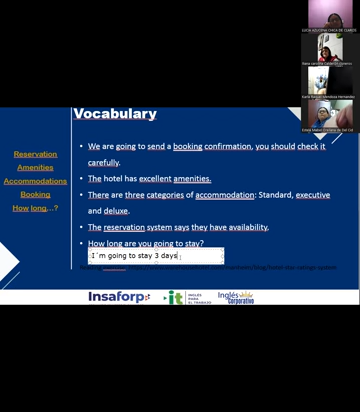 Vocabulary
Reservation
Amenities
Accommodations
Booking
How long...?
• We are going to send a booking confirmation, you should check it
carefully.
• The hotel has excellent amenities.
• There are three categories of accommodation: Standard, executive
and deluxe.
• The reservation system says they have availability.
• How long are you going to stay?
I´m going to stay 3 days
Insaforp
it
INGLÉS
PARA
EL TRABAJO
Inglés
corporativo